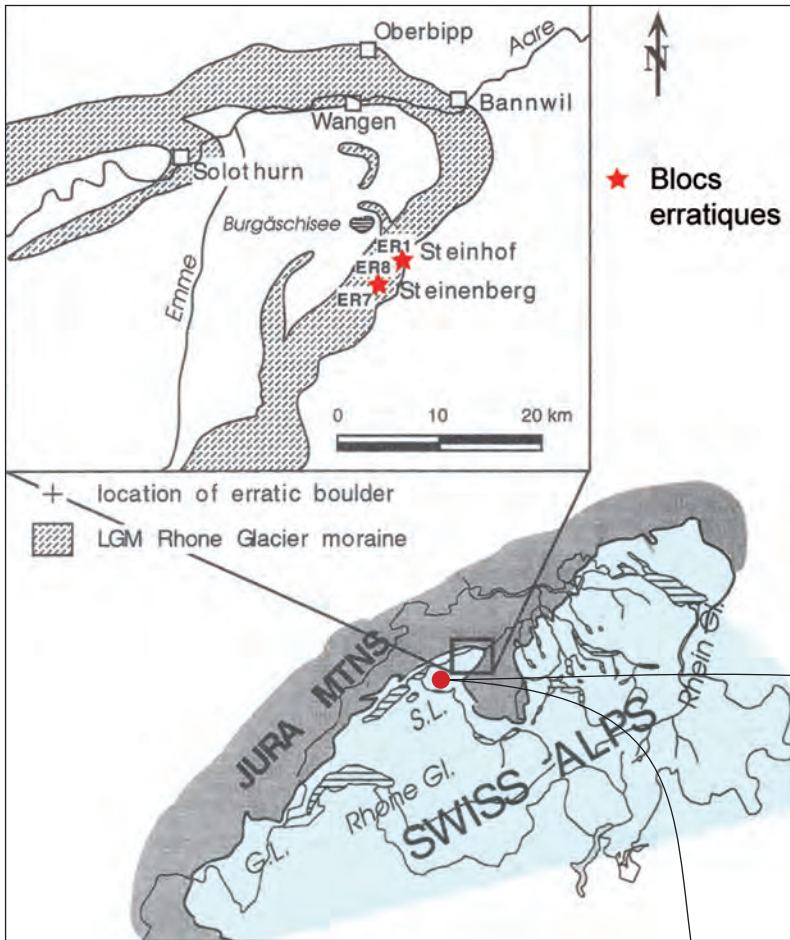 Oberbipp
Aare
N
Bannwil
Wangen
Solothurn
Blocs
erratiques
Burgäschisee
ER1 Steinhof
ER8
Steinenberg
ER7
Emme
0 10 20 km
location of erratic boulder
LGM Rhone Glacier moraine
JURA MTNS
S.L.
Rhein Gl.
SWISS ALPS
Rhone Gl.
G.L.